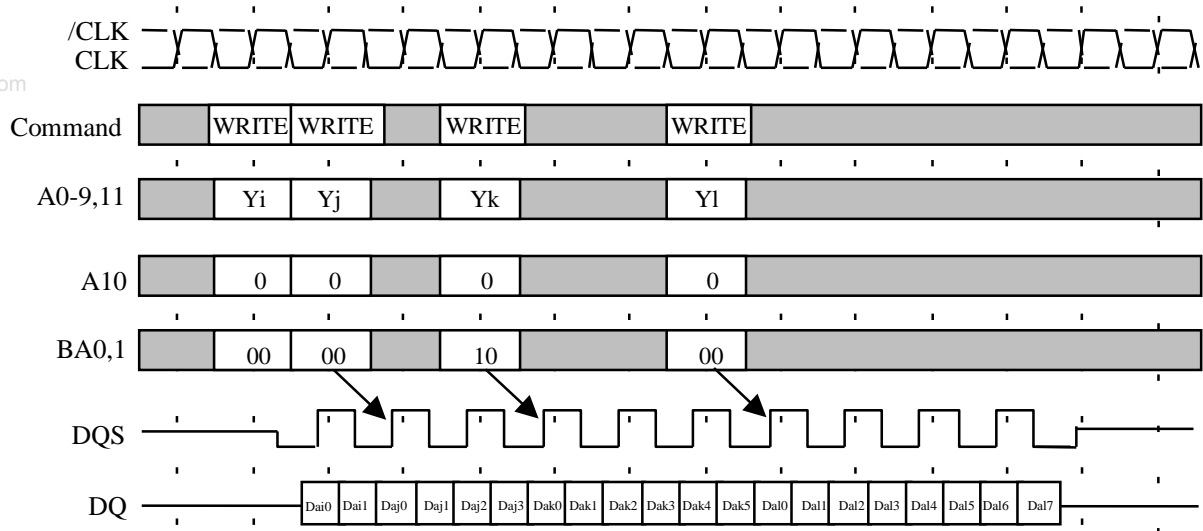 /CLK
CLK
om
Command WRITE WRITE WRITE WRITE
A0-9,11 Yi Yj Yk Yl
A10 0 0 0 0
BA0,1 00 00 10 00
DQS
DQ Dai0 Dai1 Daj0 Daj1 Daj2 Daj3 Dak0 Dak1 Dak2 Dak3 Dak4 Dak5 Dal0 Dal1 Dal2 Dal3 Dal4 Dal5 Dal6 Dal7